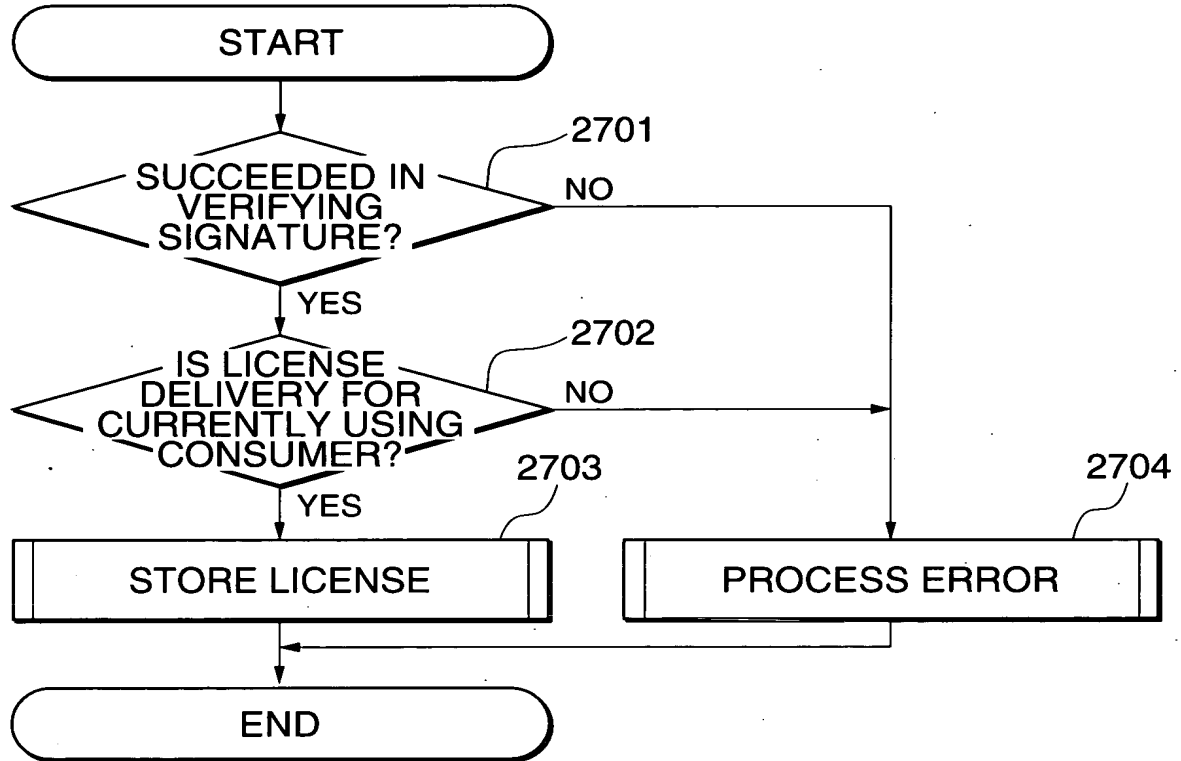 START
2701
SUCCEEDED IN
VERIFYING
SIGNATURE?
NO
YES
2702
IS LICENSE
DELIVERY FOR
CURRENTLY USING
CONSUMER?
NO
YES
2703
2704
STORE LICENSE
PROCESS ERROR
END